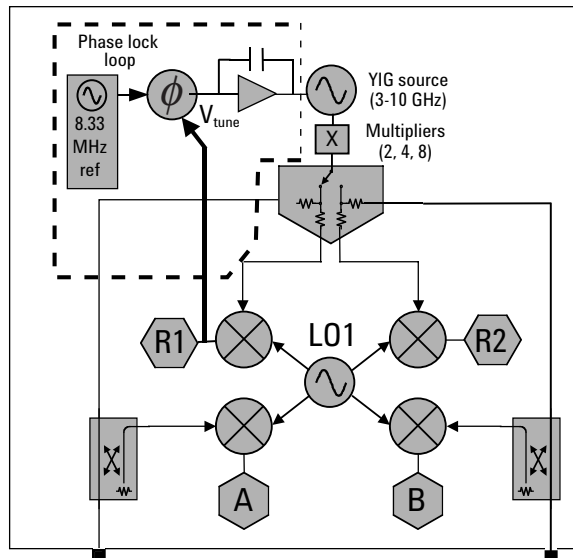 Phase lock
loop
8.33
MHz
ref
ϕ
Vtune
YIG source
(3-10 GHz)
Multipliers
(2, 4, 8)
X
R1
LO1
R2
A
B